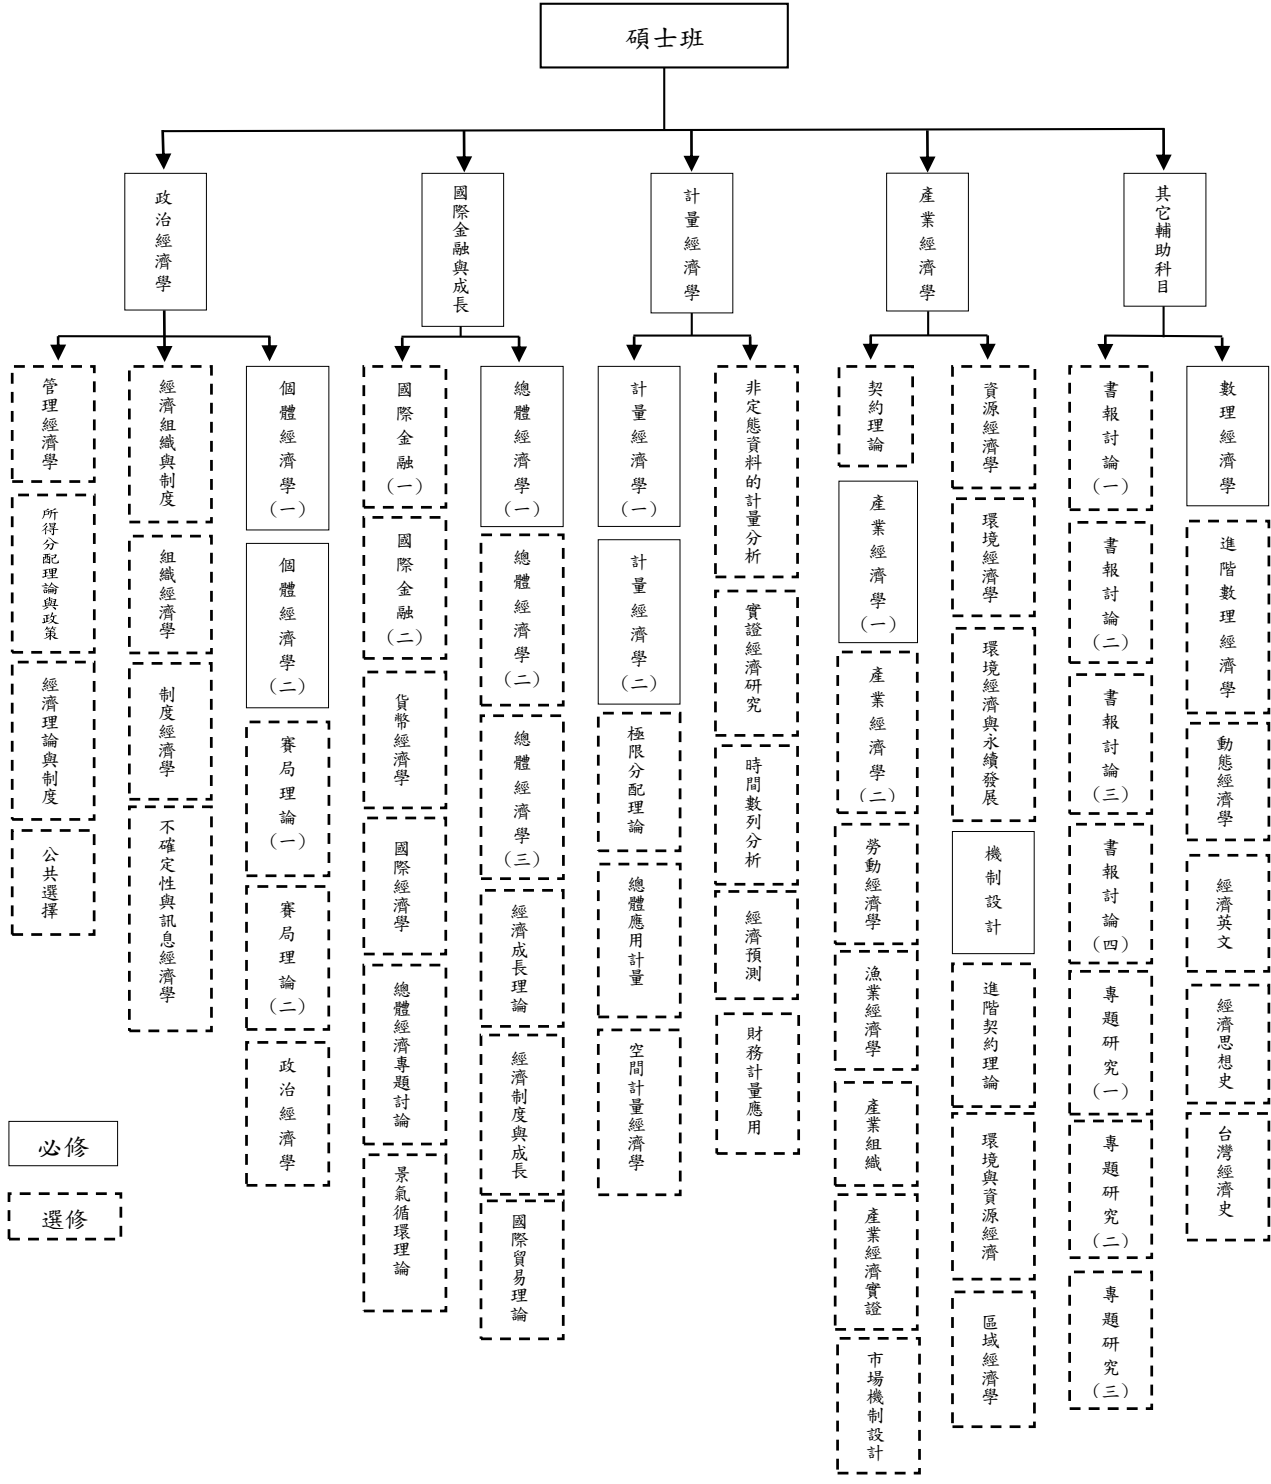 碩士班
政治經濟學
國際金融與成長
計量經濟學
產業經濟學
其它輔助科目
管理經濟學
所得分配理論與政策
經濟理論與制度
公共選擇
經濟組織與制度
組織經濟學
制度經濟學
不確定性與訊息經濟學
個體經濟學(一)
個體經濟學(二)
賽局理論(一)
賽局理論(二)
政治經濟學
國際金融(一)
國際金融(二)
貨幣經濟學
國際經濟學
總體經濟專題討論
景氣循環理論
總體經濟學(一)
總體經濟學(二)
總體經濟學(三)
經濟成長理論
經濟制度與成長
國際貿易理論
計量經濟學(一)
計量經濟學(二)
極限分配理論
總體應用計量
空間計量經濟學
非定態資料的計量分析
實證經濟研究
時間數列分析
經濟預測
財務計量應用
契約理論
產業經濟學(一)
產業經濟學(二)
勞動經濟學
漁業經濟學
產業組織
產業經濟實證
市場機制設計
資源經濟學
環境經濟學
環境經濟與永續發展
機制設計
進階契約理論
環境與資源經濟
區域經濟學
書報討論(一)
書報討論(二)
書報討論(三)
書報討論(四)
專題研究(一)
專題研究(二)
專題研究(三)
數理經濟學
進階數理經濟學
動態經濟學
經濟英文
經濟思想史
台灣經濟史
必修
選修